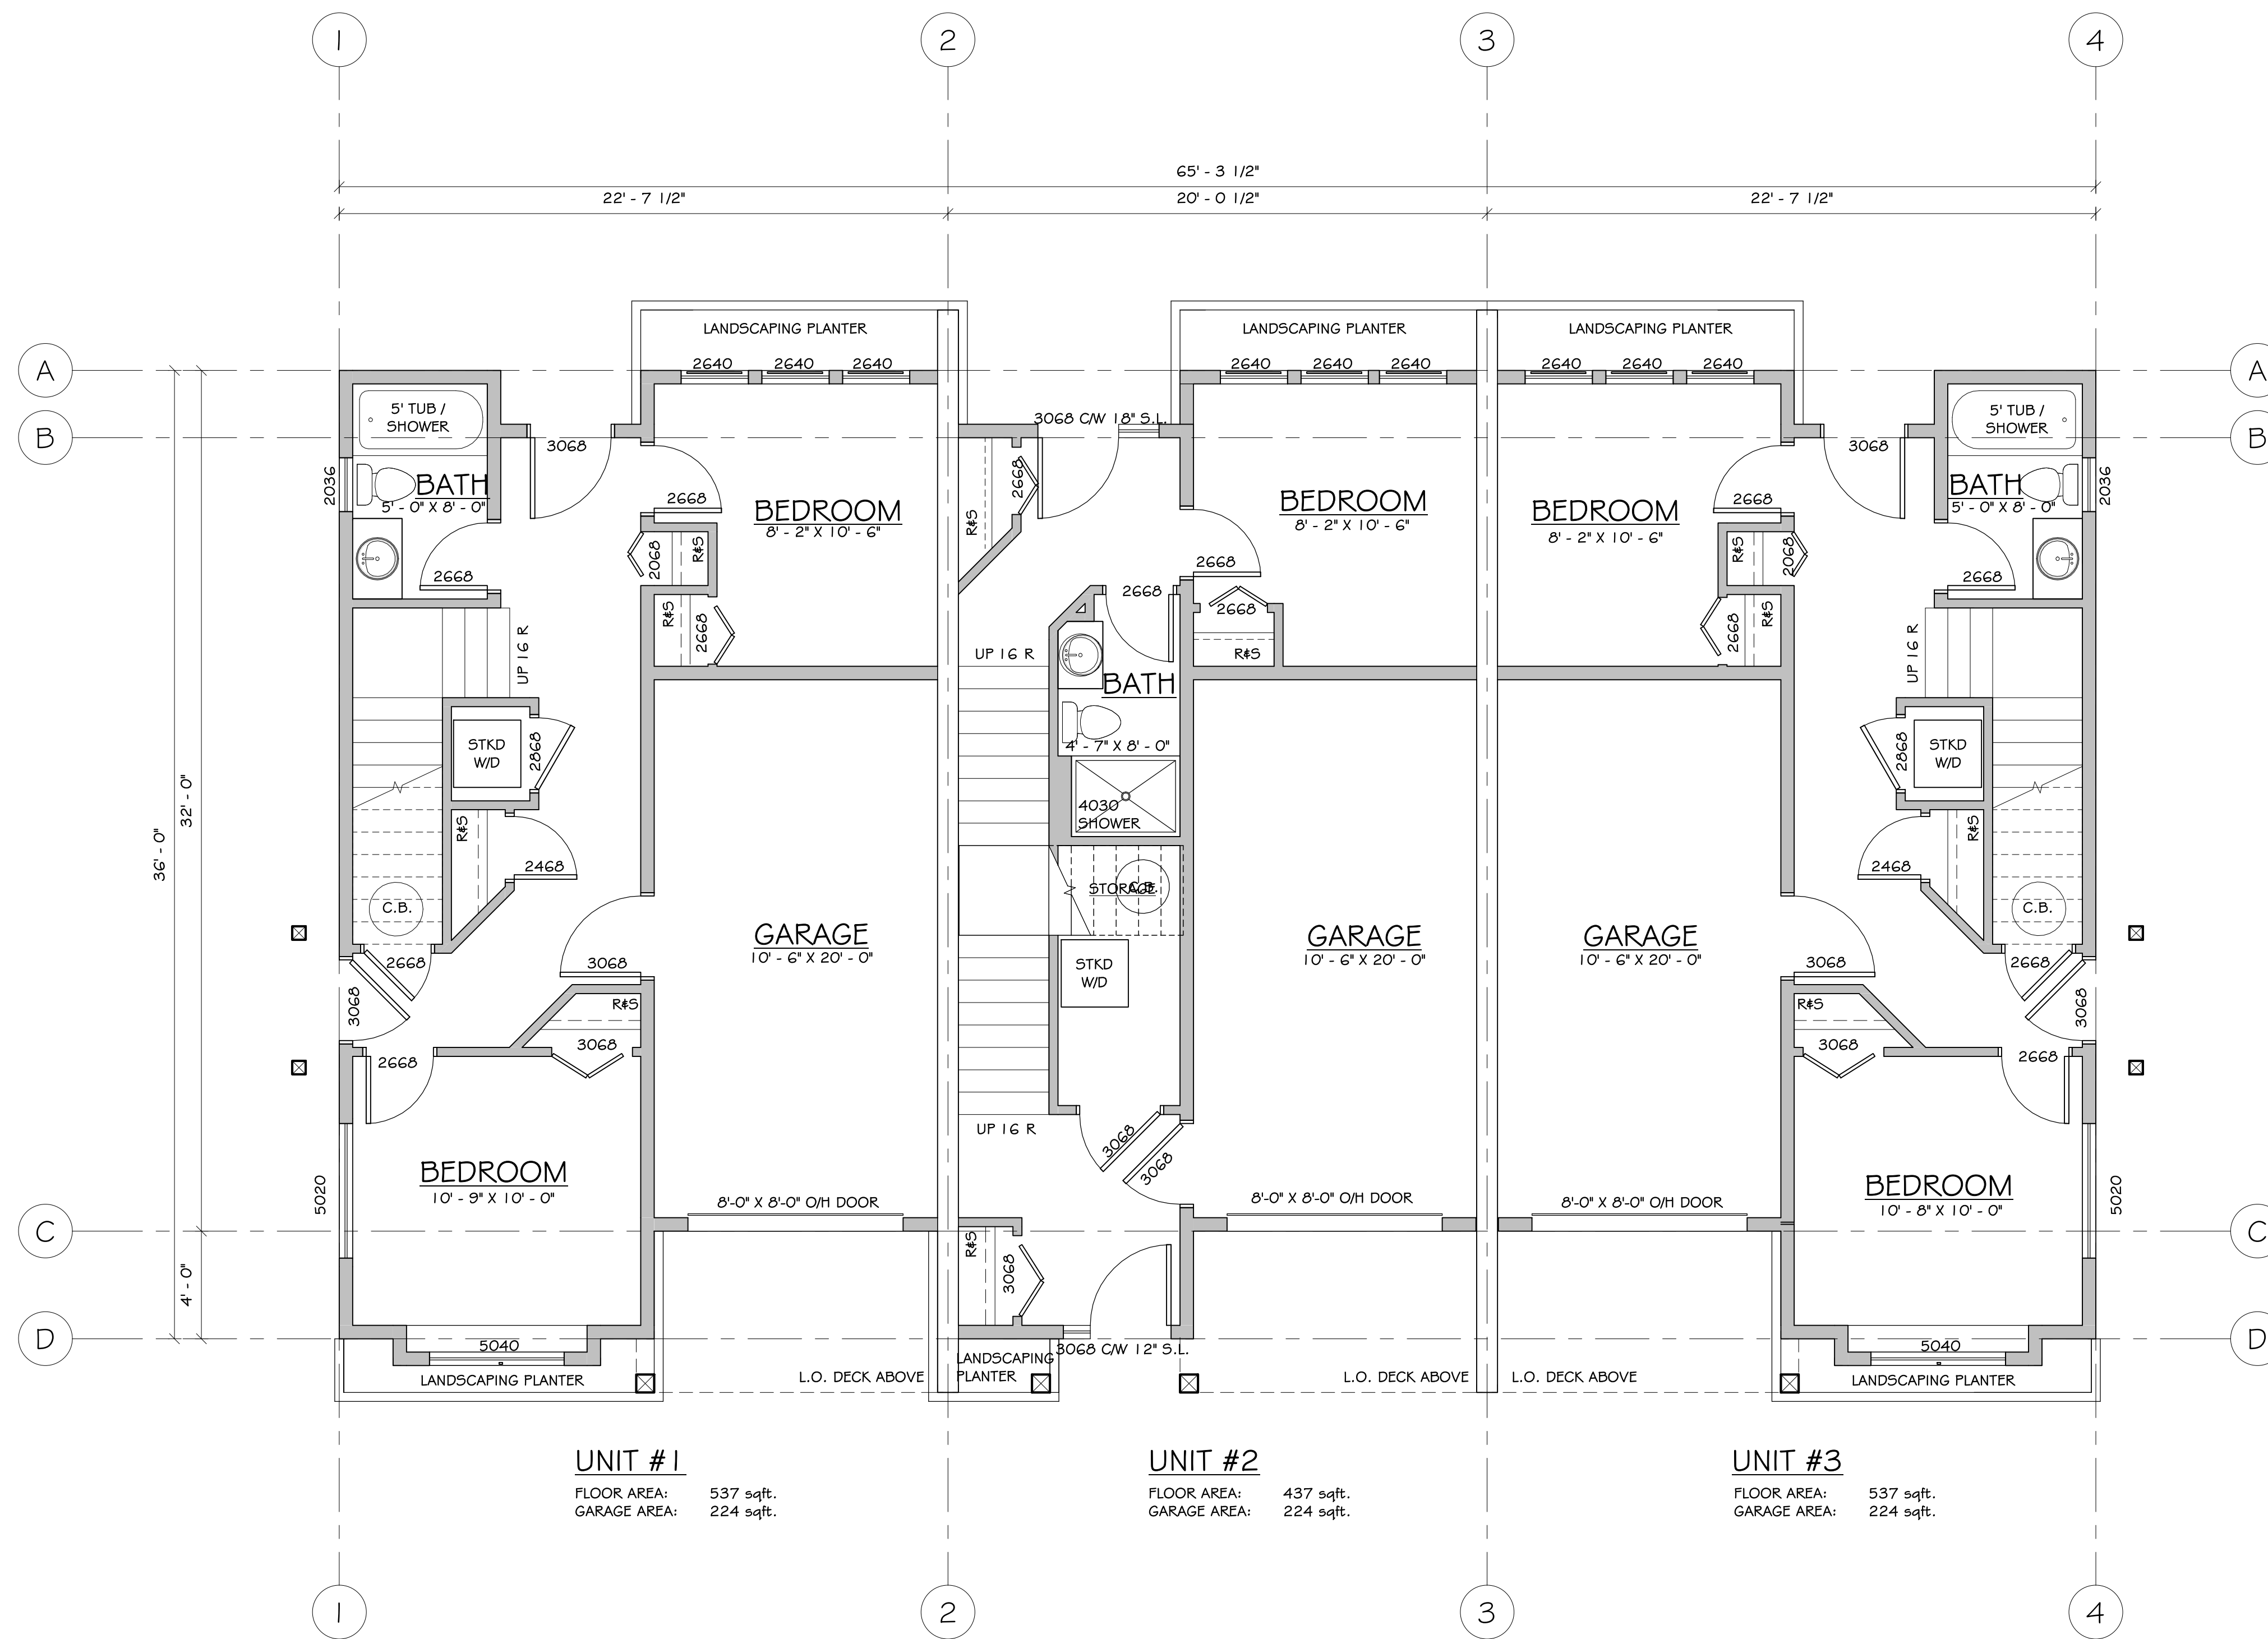 1 2 3 4
65' - 3 1/2"
22' - 7 1/2" 20' - 0 1/2" 22' - 7 1/2"
LANDSCAPING PLANTER LANDSCAPING PLANTER LANDSCAPING PLANTER
A 2640 2640 2640 2640 2640 2640 2640 2640 2640 A
5' TUB / 5' TUB /
SHOWER SHOWER
3068 C/W 18" S.L.
B 3068 3068 B
2036 BATH 2668 BATH 2036
5' - 0" X 8' - 0" 5' - 0" X 8' - 0"
2668 BEDROOM R&S BEDROOM BEDROOM 2668
8' - 2" X 10' - 6" 8' - 2" X 10' - 6" 8' - 2" X 10' - 6"
2068 R&S R&S 2068
2668 2668 2668
2668 2668
R&S 2668 2668 R&S
UP 16 R UP 16 R R&S UP 16 R
BATH
4' - 7" X 8' - 0"
STKD 2868 2868 STKD
W/D W/D
4030
SHOWER
36' - 0" 32' - 0"
R&S R&S
2468 2468
STORAGE C.B.
C.B. C.B.
GARAGE GARAGE GARAGE
10' - 6" X 20' - 0" 10' - 6" X 20' - 0" 10' - 6" X 20' - 0"
2668 3068 STKD 3068 2668
W/D
3068 R&S R&S 3068
3068 3068
2668 2668
UP 16 R
3068
3068
BEDROOM BEDROOM
10' - 9" X 10' - 0" 10' - 8" X 10' - 0"
5020 5020
8'-0" X 8'-0" O/H DOOR 8'-0" X 8'-0" O/H DOOR 8'-0" X 8'-0" O/H DOOR
C C
R&S
4' - 0" 3068
D D
5040 3068 C/W 12" S.L. 5040
LANDSCAPING
PLANTER
LANDSCAPING PLANTER L.O. DECK ABOVE L.O. DECK ABOVE L.O. DECK ABOVE LANDSCAPING PLANTER
UNIT #1 UNIT #2 UNIT #3
FLOOR AREA: 537 sqft. FLOOR AREA: 437 sqft. FLOOR AREA: 537 sqft.
GARAGE AREA: 224 sqft. GARAGE AREA: 224 sqft. GARAGE AREA: 224 sqft.
1 2 3 4